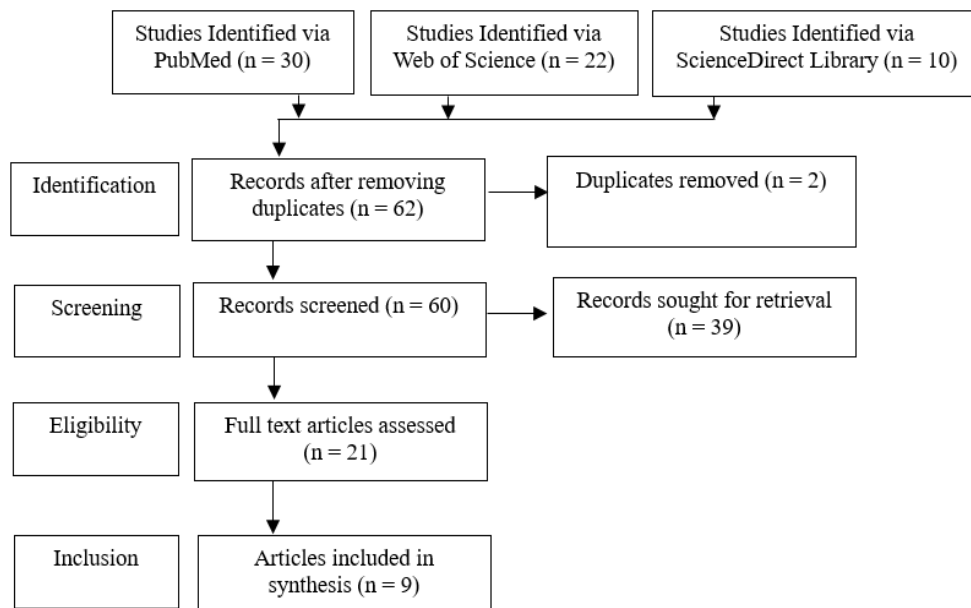 Studies Identified via
PubMed (n = 30)
Studies Identified via
Web of Science (n = 22)
Studies Identified via
ScienceDirect Library (n = 10)
Identification
Records after removing
duplicates (n = 62)
Duplicates removed (n = 2)
Screening
Records screened (n = 60)
Records sought for retrieval
(n = 39)
Eligibility
Full text articles assessed
(n = 21)
Inclusion
Articles included in
synthesis (n = 9)